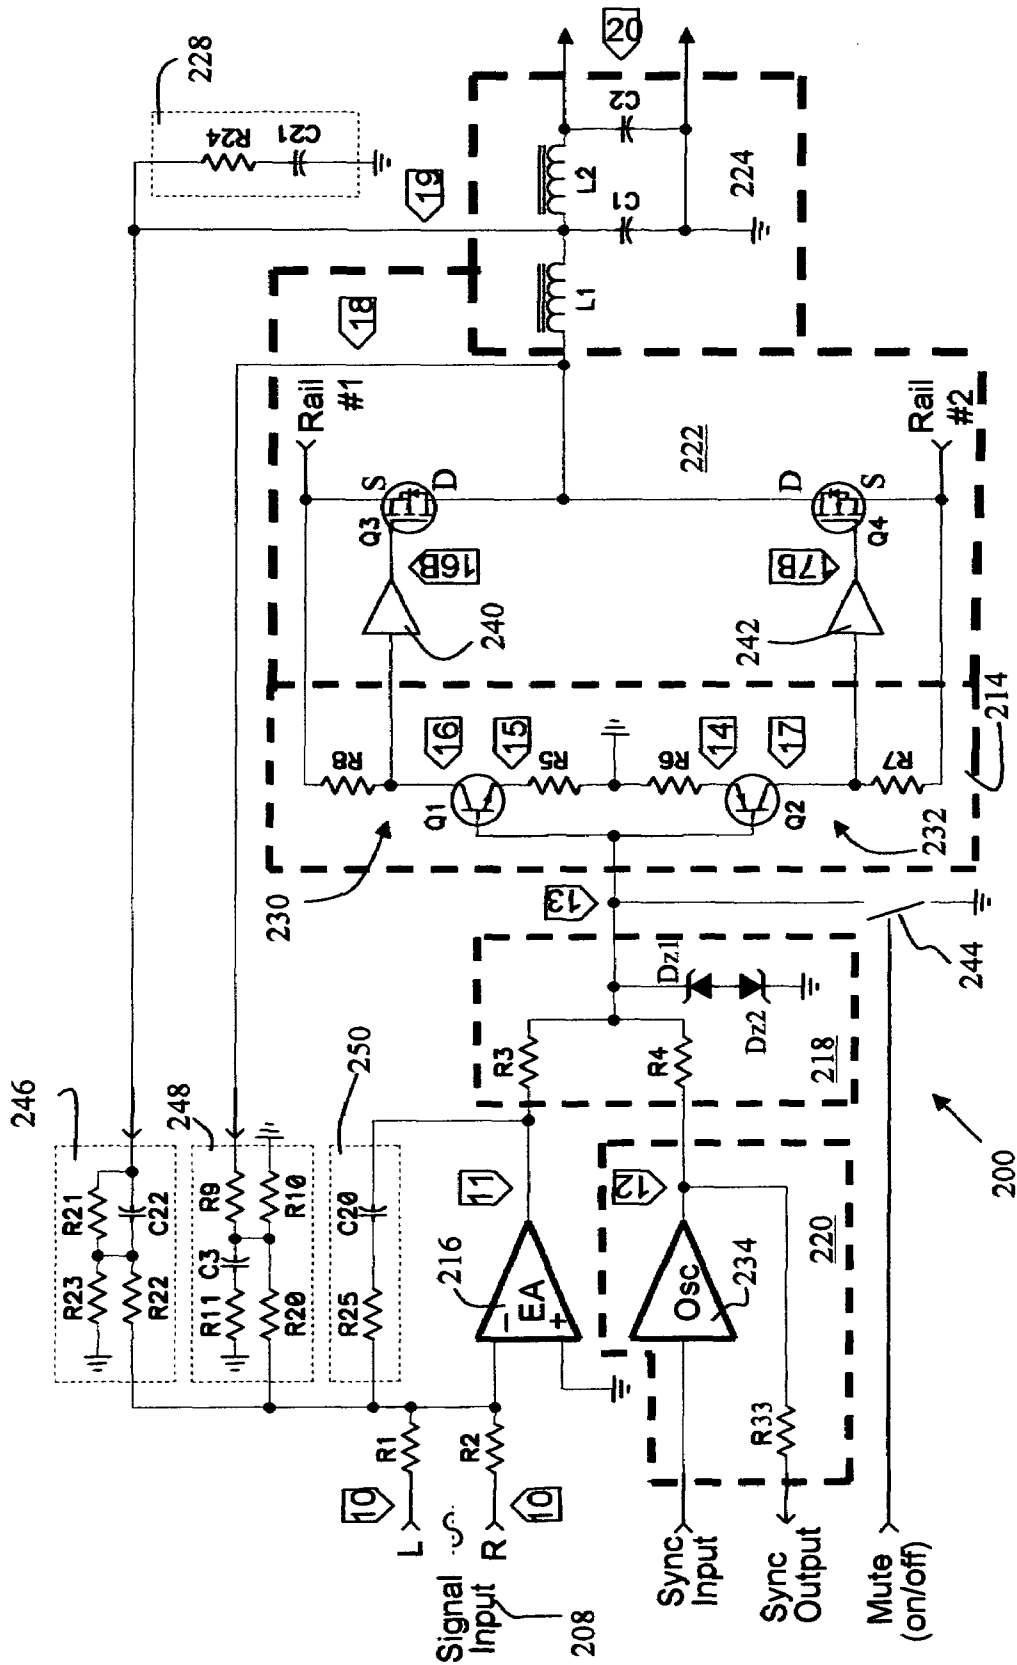 228
R24
C21
20
C2
L2
19
C1
224
L1
18
Rail
#1
S
D
Q3
222
Rail
#2
D
S
Q4
16B
17B
240
242
214
R8
16
15
R5
R6
14
17
R7
Q1
Q2
230
232
13
244
Dz1
Dz2
218
R3
R4
246
R21
C22
R23
R22
248
R9
R10
C3
R11
R20
250
C20
R25
11
216
−
EA
+
12
Osc
234
220
R33
200
R1
R2
10
10
L
R
Signal
Input
208
Sync
Input
Sync
Output
Mute
(on/off)